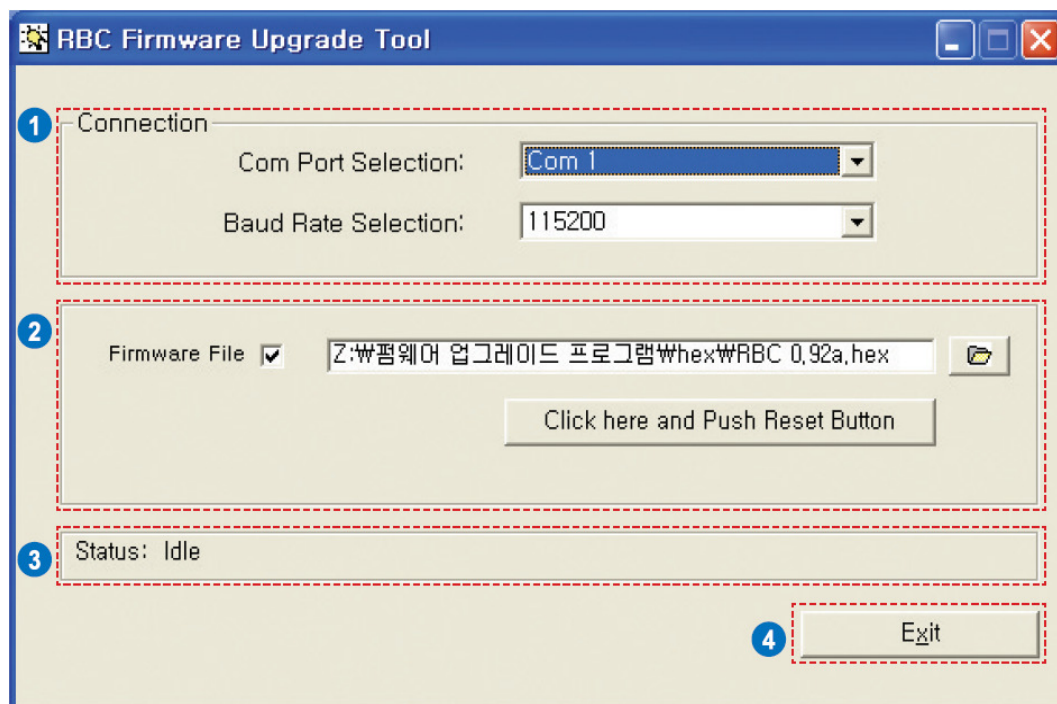 RBC Firmware Upgrade Tool
1
Connection
Com Port Selection:
Com 1
Baud Rate Selection:
115200
2
Firmware File
Z:₩펌웨어 업그레이드 프로그램₩hex₩RBC 0,92a,hex
Click here and Push Reset Button
3
Status: Idle
4
Exit